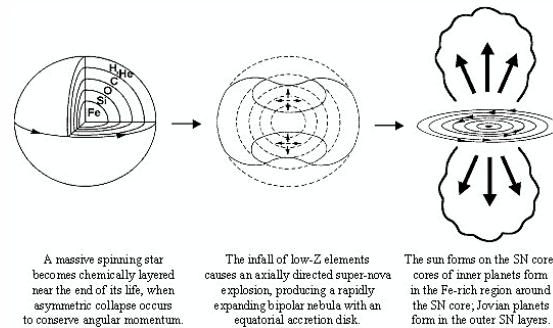 H, He
C
O
Si
Fe
A massive spinning star
becomes chemically layered
near the end of its life, when
asymmetric collapse occurs
to conserve angular momentum.
The infall of low-Z elements
causes an axially directed super-nova
explosion, producing a rapidly
expanding bipolar nebula with an
equatorial accretion disk.
The sun forms on the SN core
cores of inner planets form
in the Fe-rich region around
the SN core; Jovian planets
form in the outer SN layers.